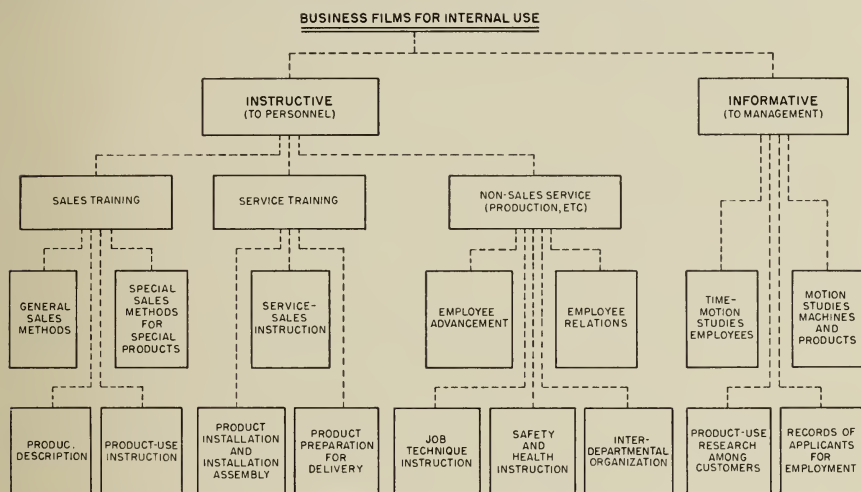 BUSINESS FILMS FOR INTERNAL USE
INSTRUCTIVE
(TO PERSONNEL)
INFORMATIVE
(TO MANAGEMENT)
SALES TRAINING
SERVICE TRAINING
NON-SALES SERVICE
(PRODUCTION, ETC)
GENERAL
SALES
METHODS
SPECIAL
SALES
METHODS
FOR
SPECIAL
PRODUCTS
SERVICE-
SALES
INSTRUCTION
EMPLOYEE
ADVANCEMENT
EMPLOYEE
RELATIONS
TIME-
MOTION
STUDIES
EMPLOYEES
MOTION
STUDIES
MACHINES
AND
PRODUCTS
PRODUC.
DESCRIPTION
PRODUCT-USE
INSTRUCTION
PRODUCT
INSTALLATION
AND
INSTALLATION
ASSEMBLY
PRODUCT
PREPARATION
FOR
DELIVERY
JOB
TECHNIQUE
INSTRUCTION
SAFETY
AND
HEALTH
INSTRUCTION
INTER-
DEPARTMENTAL
ORGANIZATION
PRODUCT-USE
RESEARCH
AMONG
CUSTOMERS
RECORDS OF
APPLICANTS
FOR
EMPLOYMENT